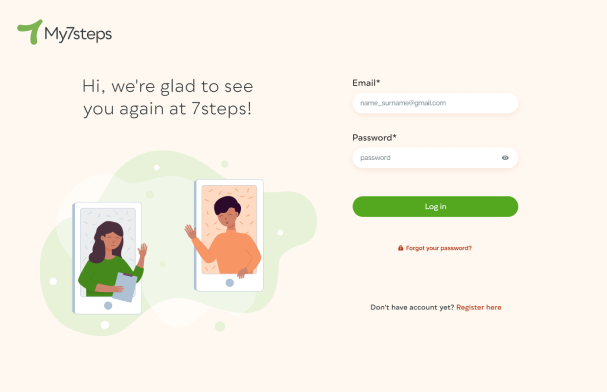 My7steps
Hi, we're glad to see
you again at 7steps!
Email*
name_surname@gmail.com
Password*
password
Log in
Forgot your password?
Don't have account yet? Register here